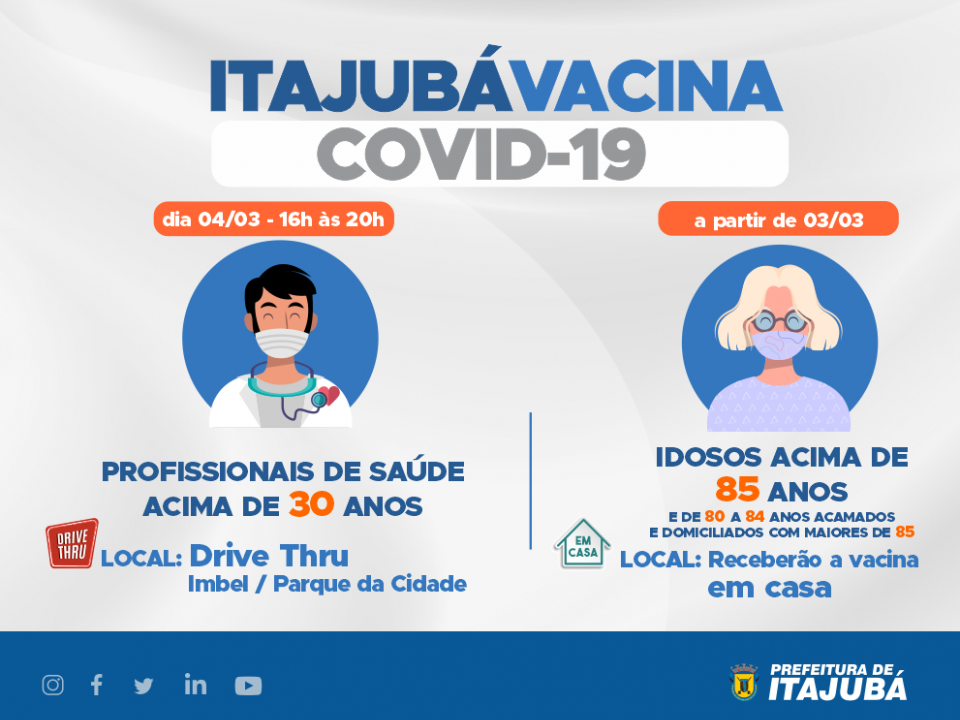 ITAJUBÁVACINA
COVID-19
dia 04/03 - 16h às 20h
PROFISSIONAIS DE SAÚDE
ACIMA DE 30 ANOS
DRIVE
THRU
LOCAL: Drive Thru
Imbel / Parque da Cidade
a partir de 03/03
IDOSOS ACIMA DE
85 ANOS
E DE 80 A 84 ANOS ACAMADOS
E DOMICILIADOS COM MAIORES DE 85
EM
CASA
LOCAL: Receberão a vacina
em casa
PREFEITURA DE
ITAJUBÁ